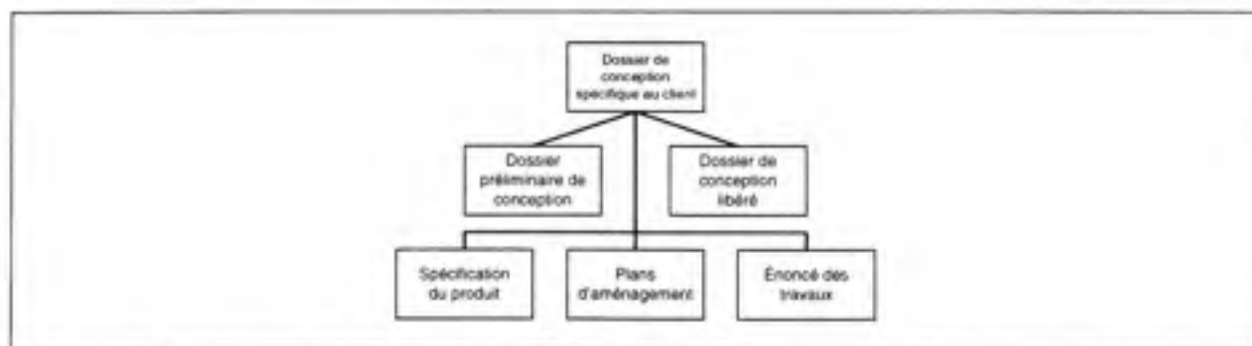 Dossier de
conception
spécifique au client
Dossier
préliminaire de
conception
Dossier de
conception
libéré
Spécification
du produit
Plans
d'aménagement
Énoncé des
travaux